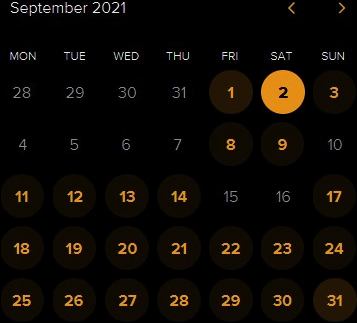 September 2021
MON TUE WED THU FRI SAT SUN
28 29 30 31 1 2 3
4 5 6 7 8 9 10
11 12 13 14 15 16 17
18 19 20 21 22 23 24
25 26 27 28 29 30 31